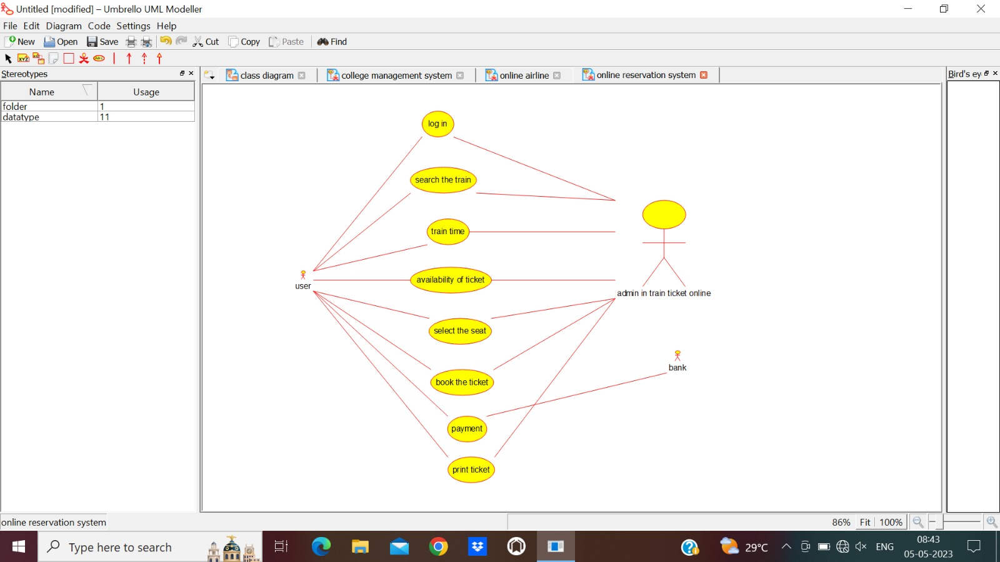 Untitled [modified] – Umbrello UML Modeller
File Edit Diagram Code Settings Help
New Open Save Cut Copy Paste Find
XYZ XYZ ABC
Stereotypes
Name Usage
folder 1
datatype 11
class diagram
college management system
online airline
online reservation system
Bird's ey
log in
search the train
train time
availability of ticket
user
admin in train ticket online
select the seat
bank
book the ticket
payment
print ticket
online reservation system
86% Fit 100%
Type here to search
29°C
ENG
08:43
05-05-2023